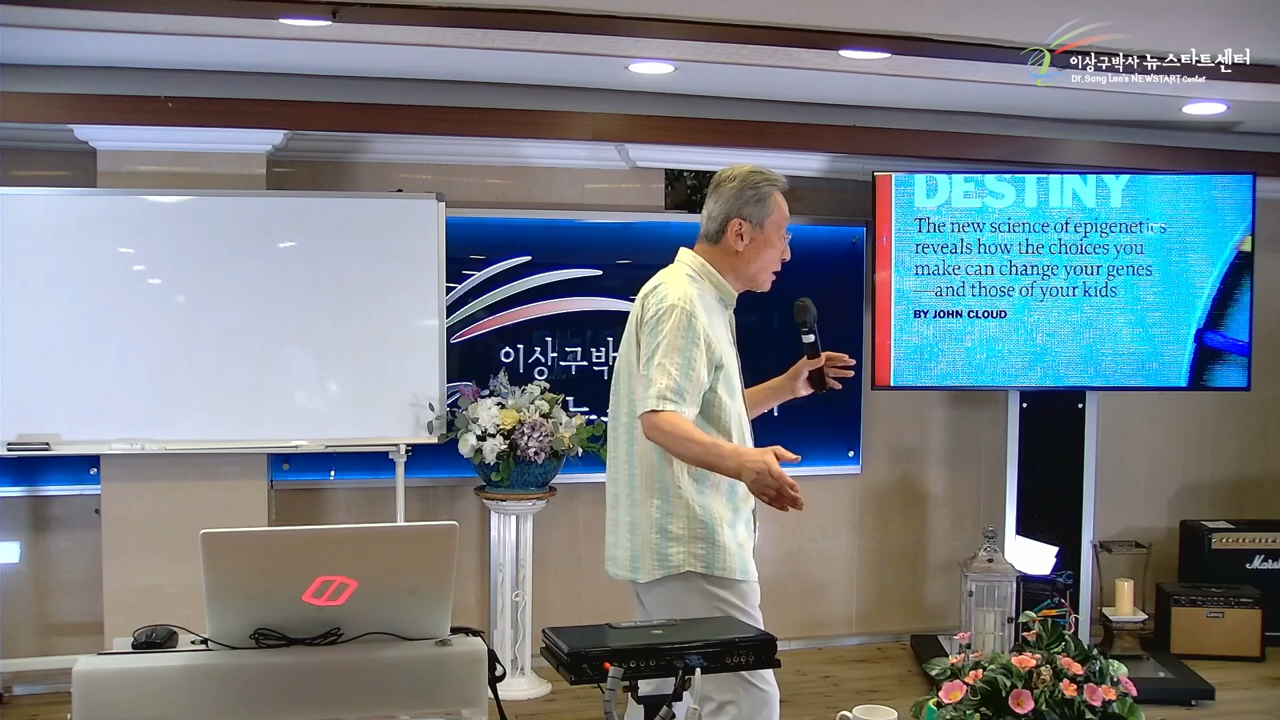 이상구박사 뉴스타트센터
Dr. Sang Lee's NEWSTART Center
DESTINY
The new science of epigenetics
reveals how the choices you
make can change your genes
—and those of your kids
BY JOHN CLOUD
이상구박
Laney